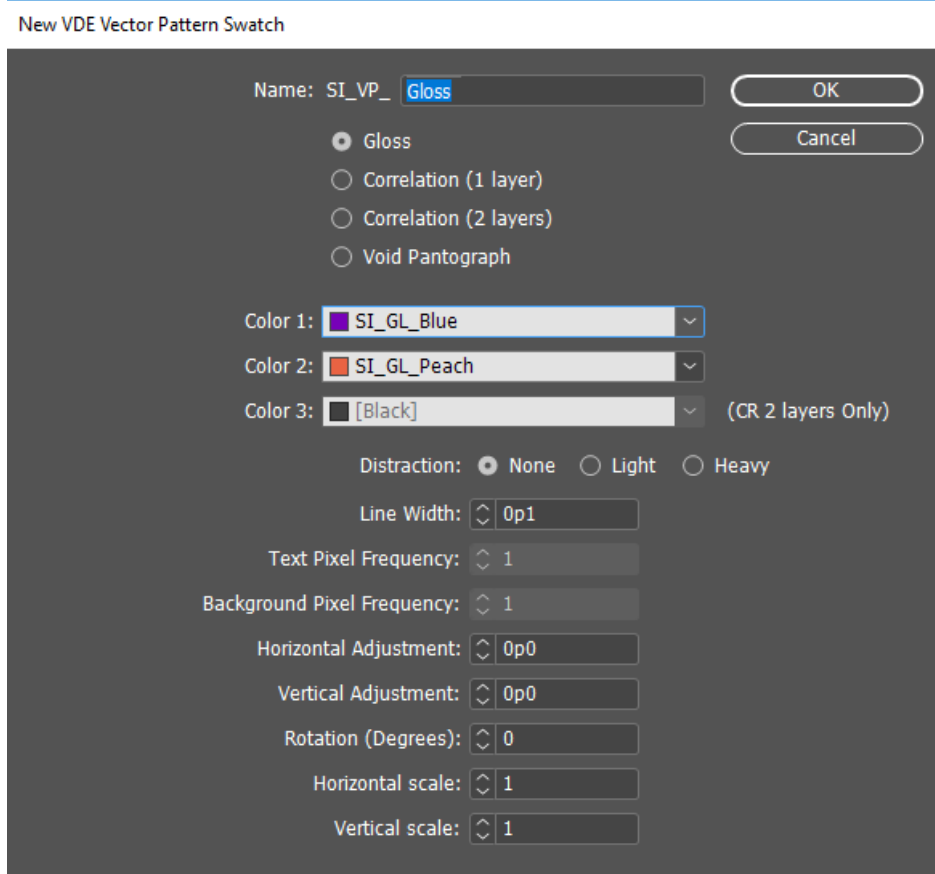 New VDE Vector Pattern Swatch
Name: SI_VP_ Gloss OK
Gloss Cancel
Correlation (1 layer)
Correlation (2 layers)
Void Pantograph
Color 1: SI_GL_Blue
Color 2: SI_GL_Peach
Color 3: [Black] (CR 2 layers Only)
Distraction: None Light Heavy
Line Width: 0p1
Text Pixel Frequency: 1
Background Pixel Frequency: 1
Horizontal Adjustment: 0p0
Vertical Adjustment: 0p0
Rotation (Degrees): 0
Horizontal scale: 1
Vertical scale: 1